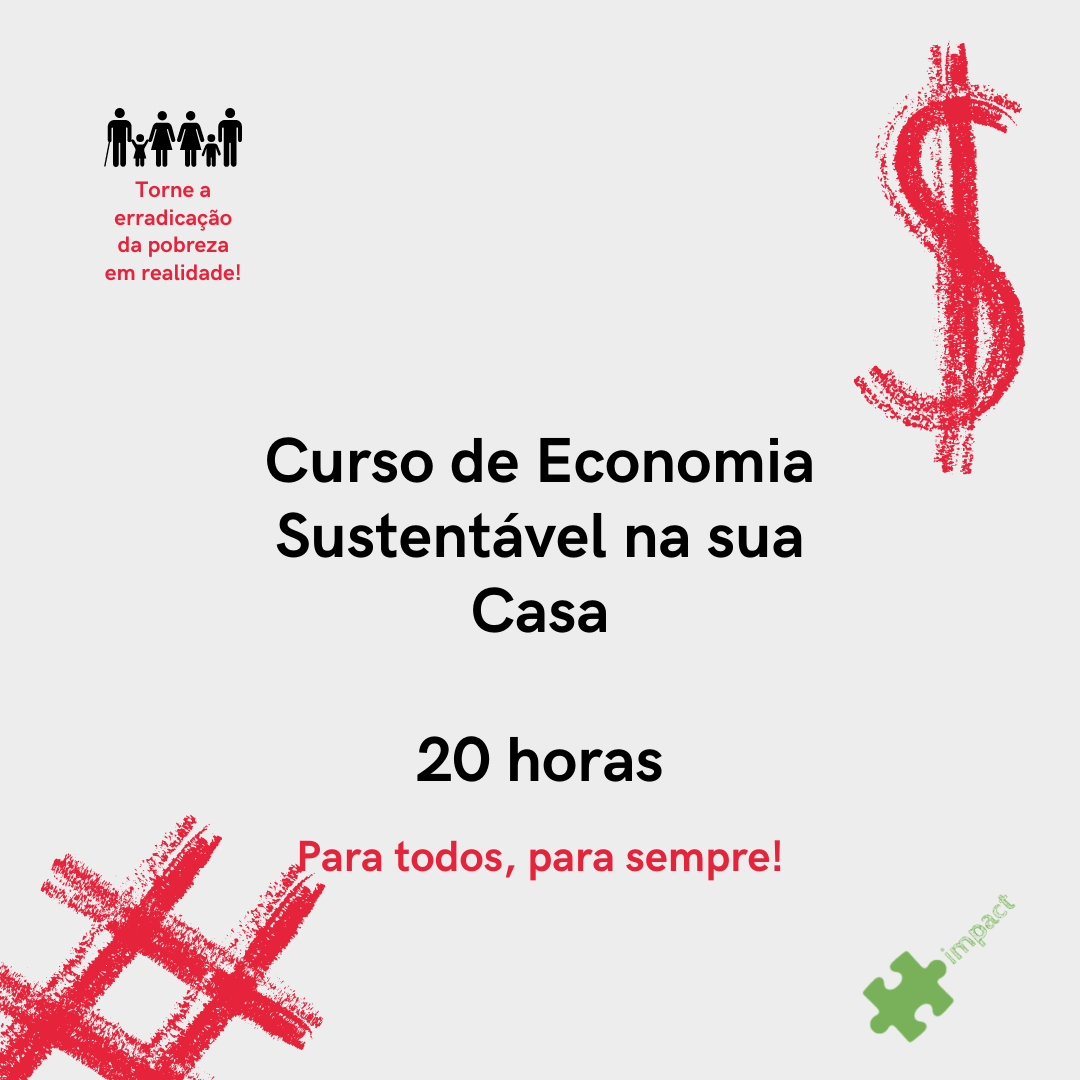 Torne a
erradicação
da pobreza
em realidade!
Curso de Economia
Sustentável na sua
Casa
20 horas
Para todos, para sempre!
impact